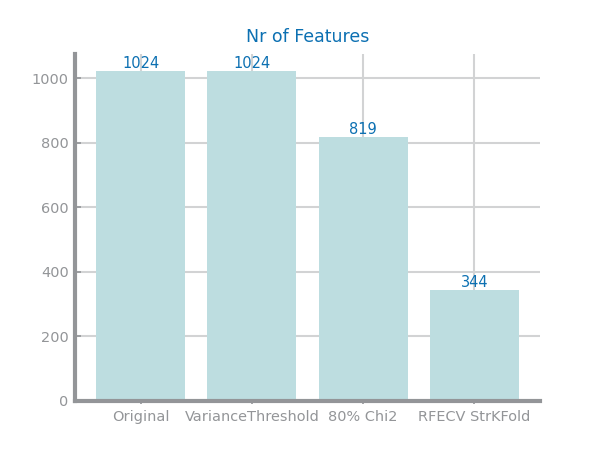 Nr of Features
1024
1024
819
344
1000
800
600
400
200
0
Original
VarianceThreshold
80% Chi2
RFECV StrKFold